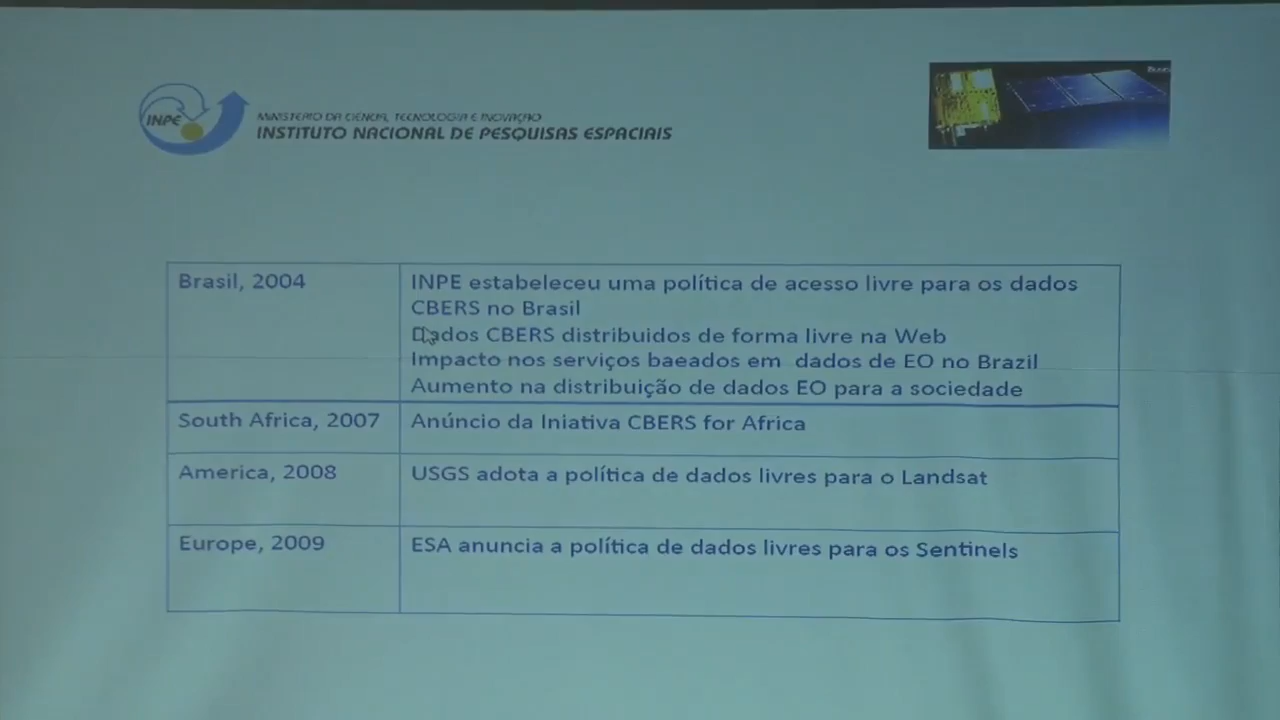 INPE
MINISTÉRIO DA CIÊNCIA, TECNOLOGIA E INOVAÇÃO
INSTITUTO NACIONAL DE PESQUISAS ESPACIAIS
Brasil, 2004
INPE estabeleceu uma política de acesso livre para os dados
CBERS no Brasil
Dados CBERS distribuidos de forma livre na Web
Impacto nos serviços baeados em dados de EO no Brazil
Aumento na distribuição de dados EO para a sociedade
South Africa, 2007
Anúncio da Iniativa CBERS for Africa
America, 2008
USGS adota a política de dados livres para o Landsat
Europe, 2009
ESA anuncia a política de dados livres para os Sentinels